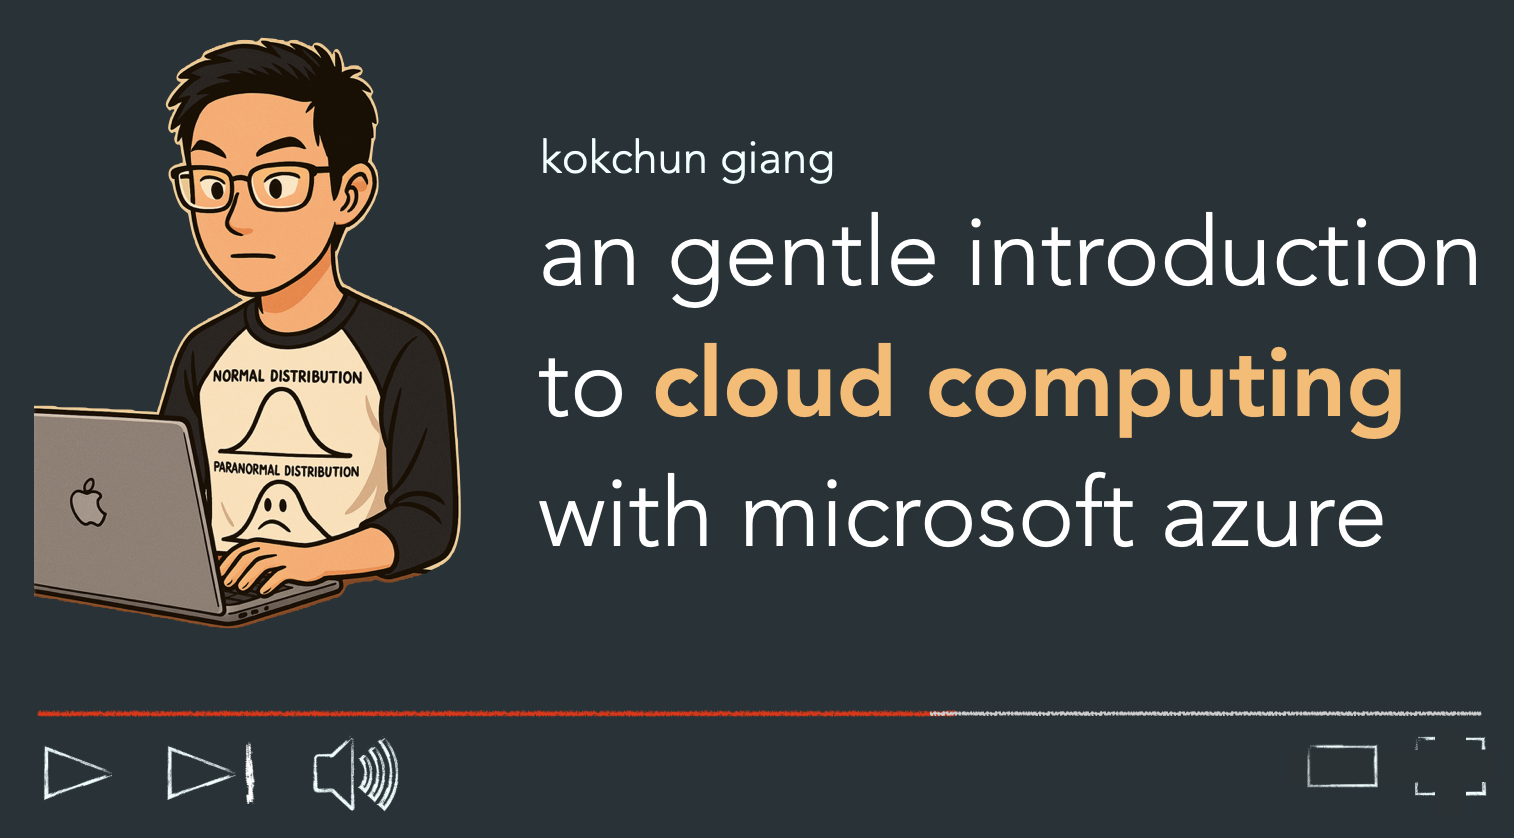 kokchun giang
an gentle introduction
to cloud computing
with microsoft azure
NORMAL DISTRIBUTION
PARANORMAL DISTRIBUTION